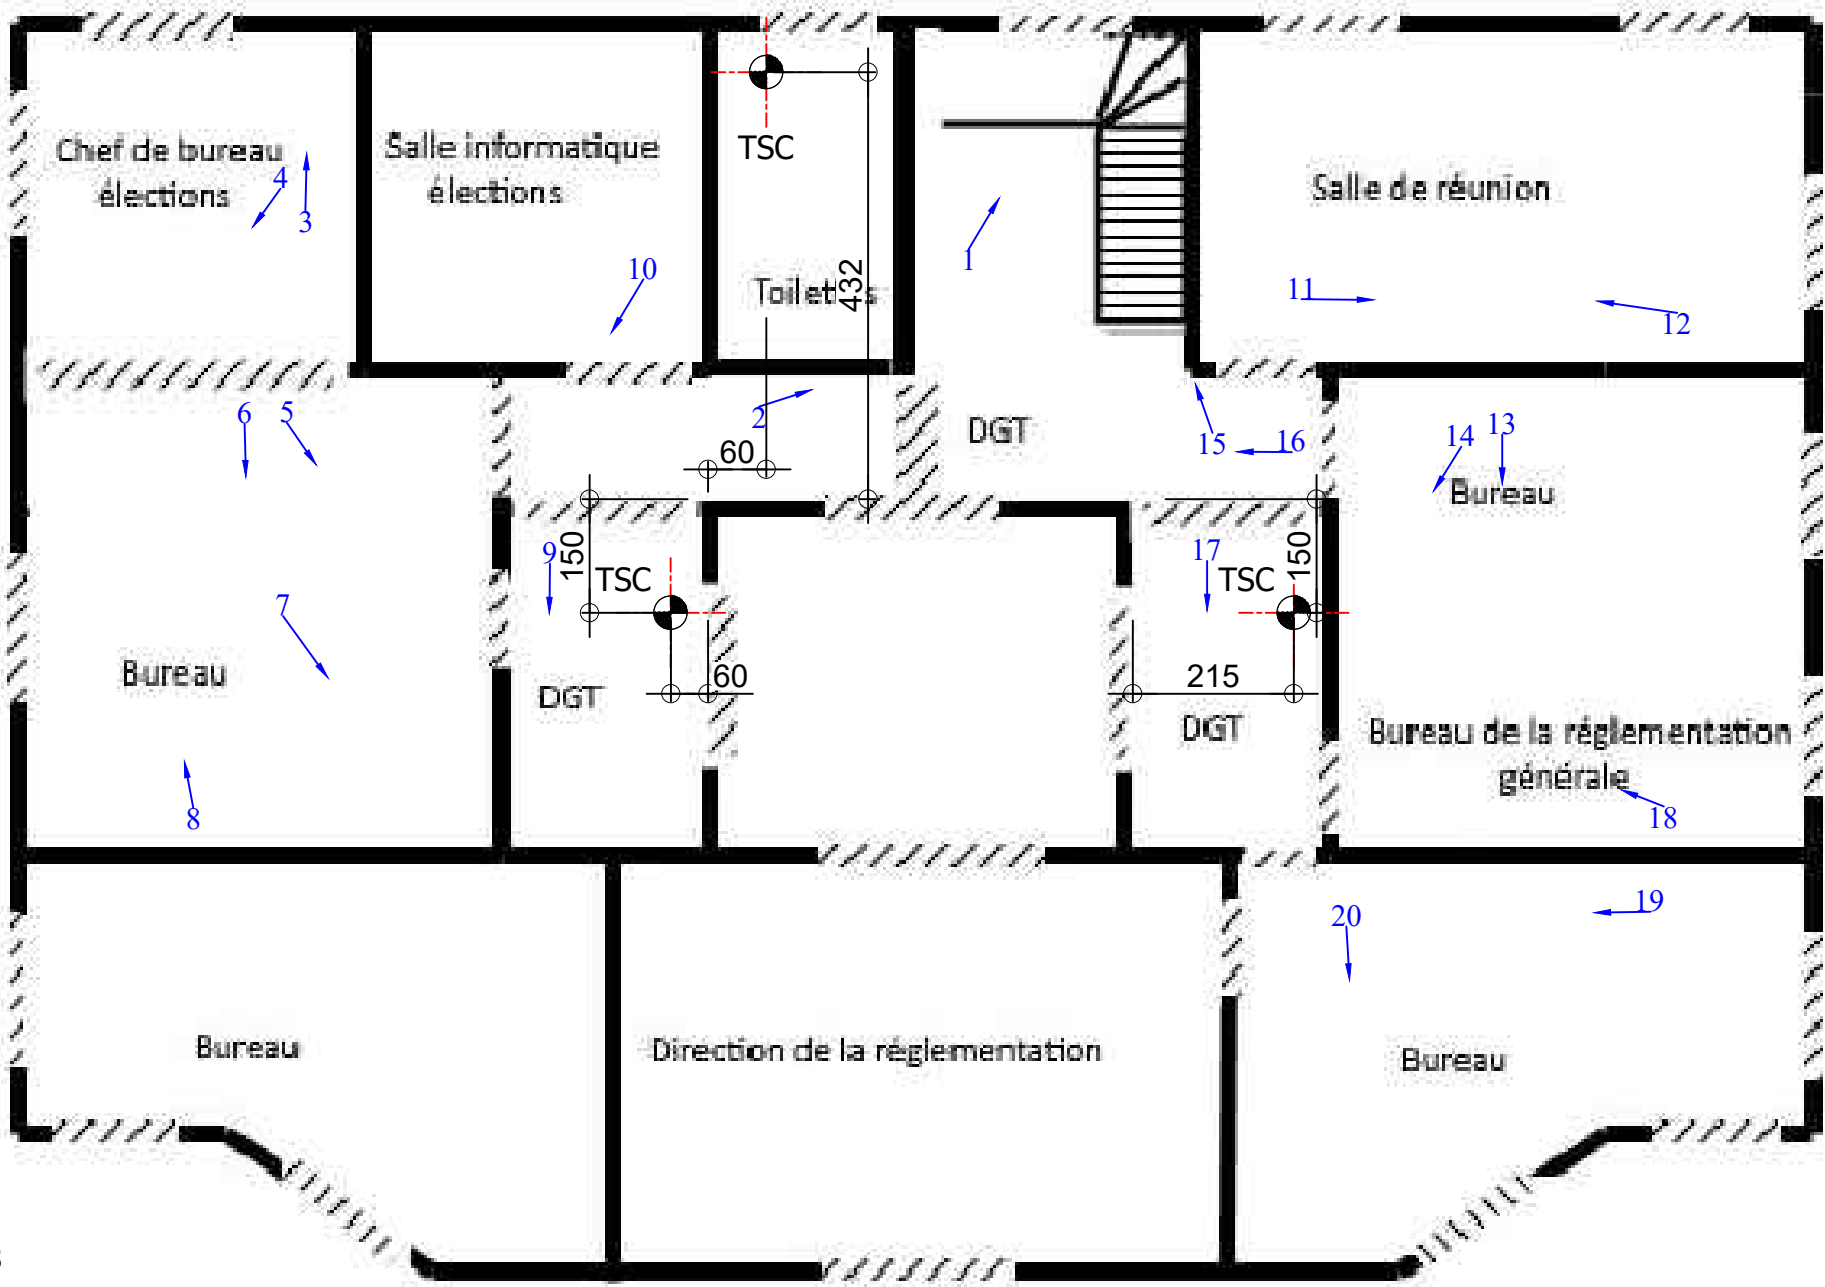 Chef de bureau
élections
4
3
Salle informatique
élections
10
TSC
432
1
Salle de réunion
11
12
6
5
2
60
DGT
15
16
14
13
Bureau
9
150
TSC
17
TSC
150
7
Bureau
DGT
60
215
DGT
Bureau de la réglementation
générale
8
18
20
19
Bureau
Direction de la réglementation
Bureau